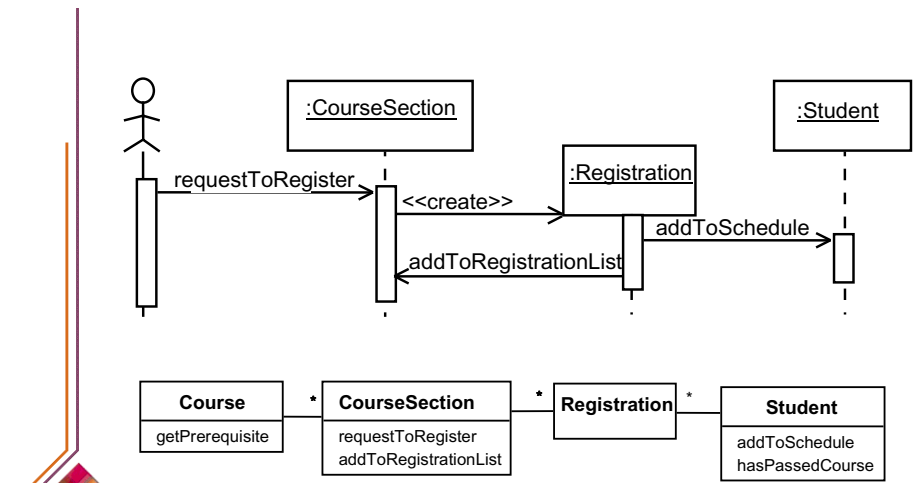 :CourseSection
:Student
:Registration
requestToRegister
<<create>>
addToSchedule
addToRegistrationList
Course
*
CourseSection
*
Registration
*
Student
getPrerequisite
requestToRegister
addToRegistrationList
addToSchedule
hasPassedCourse